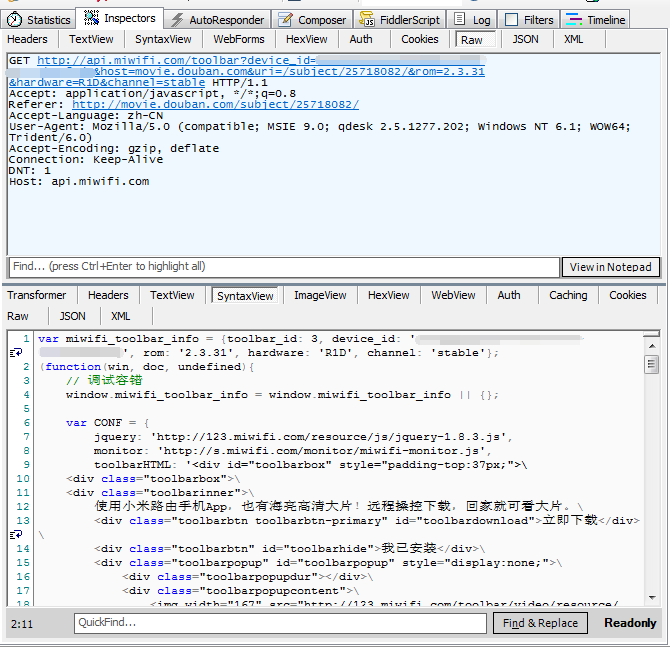 Statistics Inspectors AutoResponder Composer FiddlerScript Log Filters Timeline
Headers TextView SyntaxView WebForms HexView Auth Cookies Raw JSON XML
GET http://api.miwifi.com/toolbar?device_id=
&host=movie.douban.com&uri=/subject/25718082/&rom=2.3.31
&hardware=R1D&channel=stable HTTP/1.1
Accept: application/javascript, */*;q=0.8
Referer: http://movie.douban.com/subject/25718082/
Accept-Language: zh-CN
User-Agent: Mozilla/5.0 (compatible; MSIE 9.0; qdesk 2.5.1277.202; Windows NT 6.1; WOW64;
Trident/6.0)
Accept-Encoding: gzip, deflate
Connection: Keep-Alive
DNT: 1
Host: api.miwifi.com
Find... (press Ctrl+Enter to highlight all) View in Notepad
Transformer Headers TextView SyntaxView ImageView HexView WebView Auth Caching Cookies
Raw JSON XML
1 var miwifi_toolbar_info = {toolbar_id: 3, device_id: '
', rom: '2.3.31', hardware: 'R1D', channel: 'stable'};
2 (function(win, doc, undefined){
3 // 调试容错
4 window.miwifi_toolbar_info = window.miwifi_toolbar_info || {};
5
6 var CONF = {
7 jquery: 'http://123.miwifi.com/resource/js/jquery-1.8.3.js',
8 monitor: 'http://s.miwifi.com/monitor/miwifi-monitor.js',
9 toolbarHTML: '<div id="toolbarbox" style="padding-top:37px;">\
10 <div class="toolbarbox">\
11 <div class="toolbarinner">\
12 使用小米路由手机App，也有海亮高清大片！远程操控下载，回家就可看大片。\
13 <div class="toolbarbtn toolbarbtn-primary" id="toolbardownload">立即下载</div>
\
14 <div class="toolbarbtn" id="toolbarhide">我已安装</div>\
15 <div class="toolbarpopup" id="toolbarpopup" style="display:none;">\
16 <div class="toolbarpopupdur"></div>\
17 <div class="toolbarpopupcontent">\
18 <img width="167" src="http://123.miwifi.com/toolbar/video/resource/
2:11 QuickFind... Find & Replace Readonly